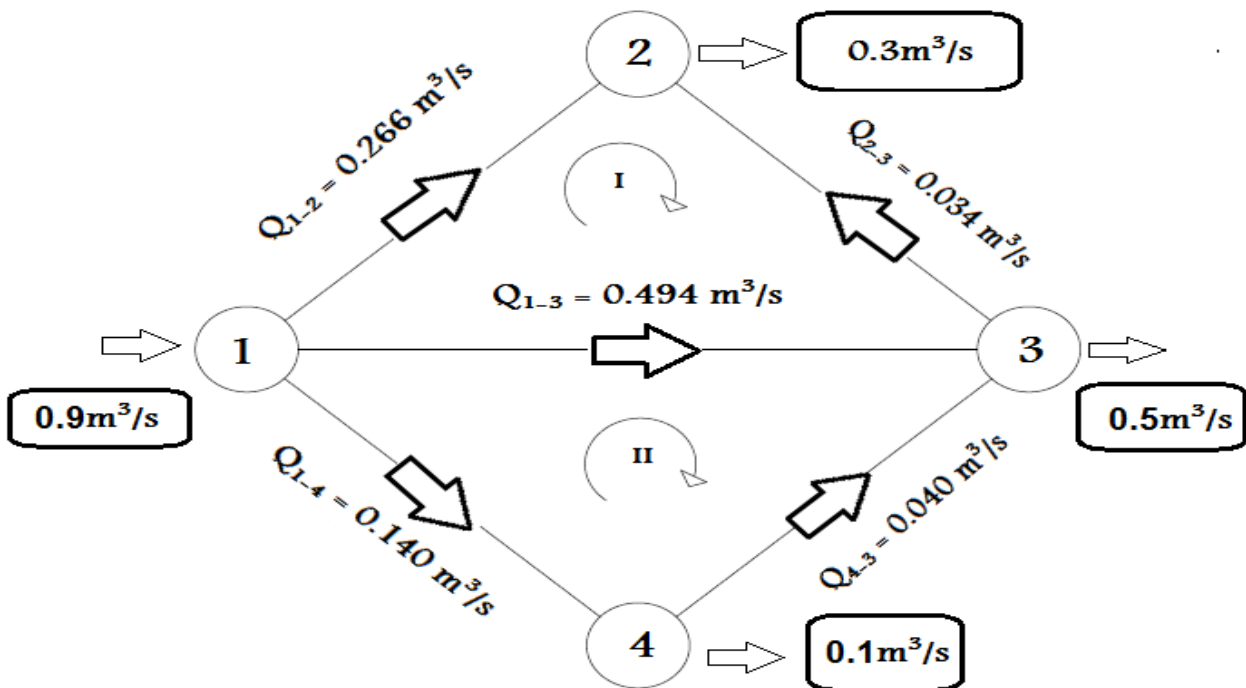 2
0.3m³/s
Q₁₋₂ = 0.266 m³/s
Q₂₋₃ = 0.034 m³/s
I
Q₁₋₃ = 0.494 m³/s
1
3
0.9m³/s
0.5m³/s
II
Q₁₋₄ = 0.140 m³/s
Q₄₋₃ = 0.040 m³/s
4
0.1m³/s